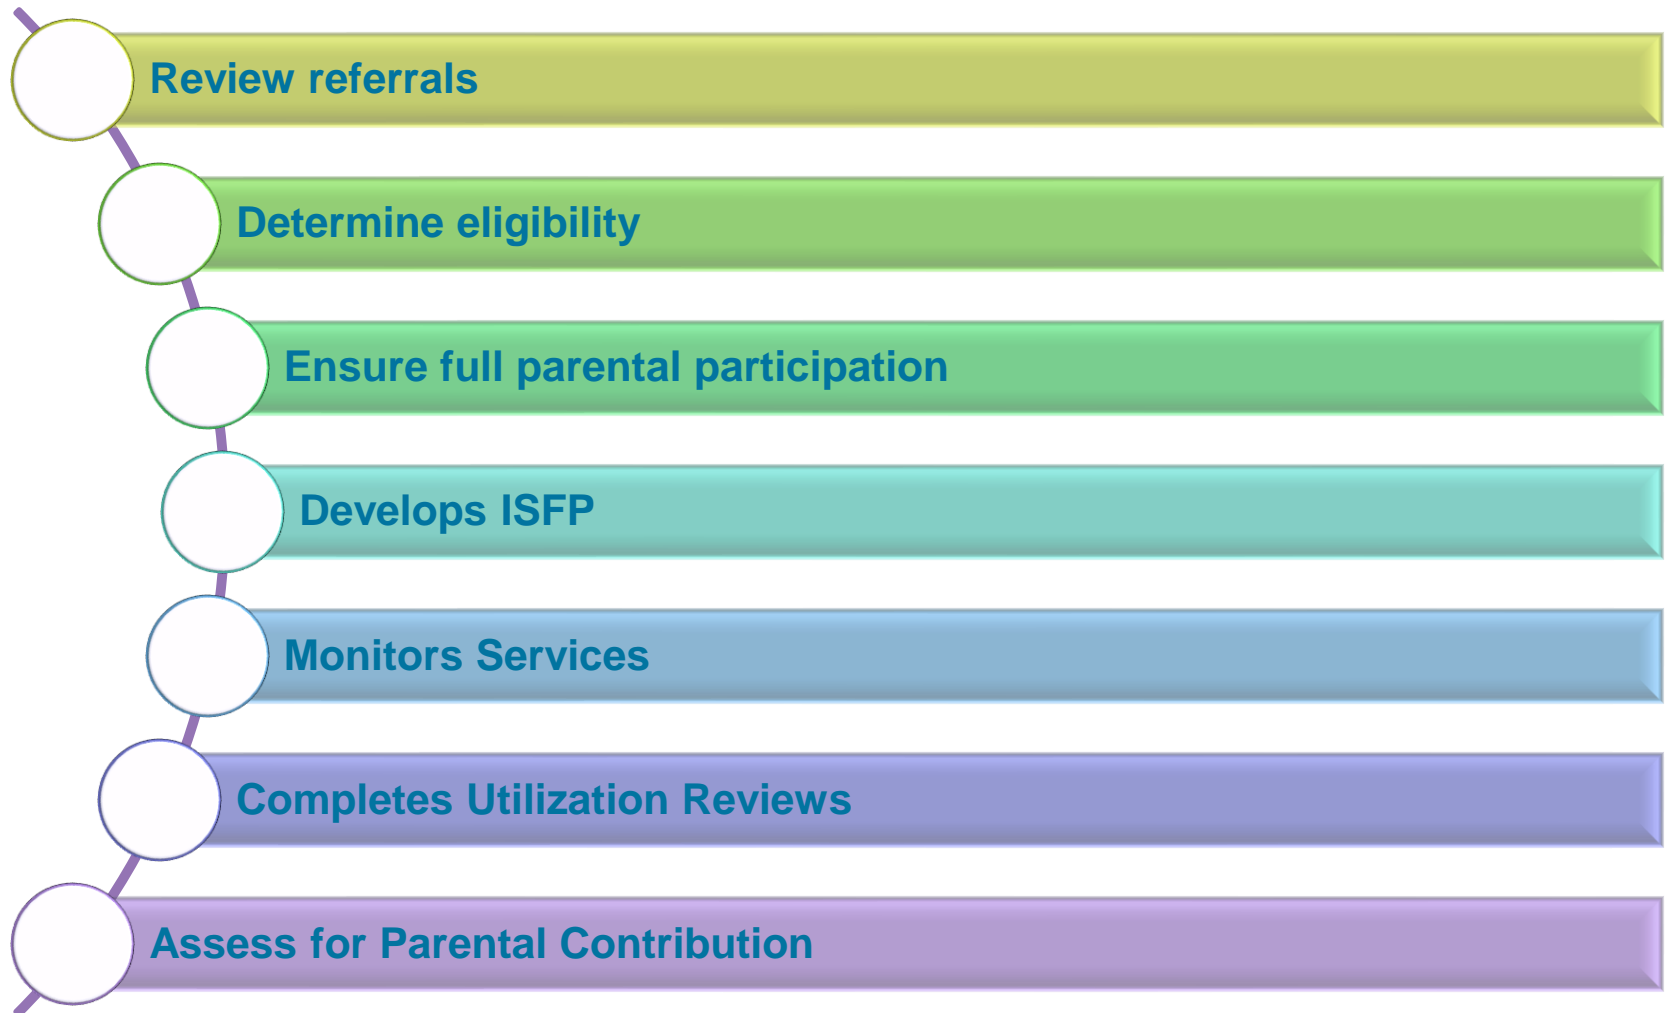 Review referrals
Determine eligibility
Ensure full parental participation
Develops ISFP
Monitors Services
Completes Utilization Reviews
Assess for Parental Contribution